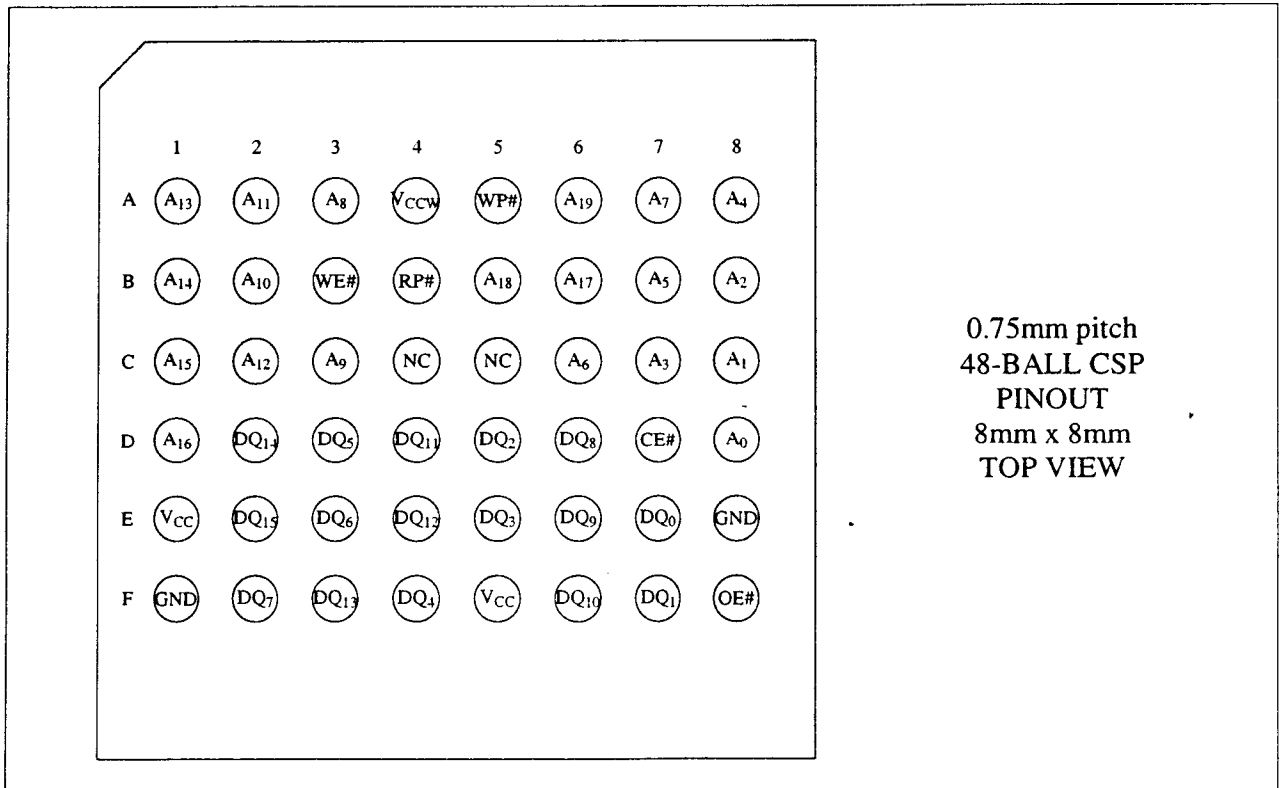 1 2 3 4 5 6 7 8
A A13 A11 A8 VCCW WP# A19 A7 A4
B A14 A10 WE# RP# A18 A17 A5 A2
C A15 A12 A9 NC NC A6 A3 A1
D A16 DQ14 DQ5 DQ11 DQ2 DQ8 CE# A0
E VCC DQ15 DQ6 DQ12 DQ3 DQ9 DQ0 GND
F GND DQ7 DQ13 DQ4 VCC DQ10 DQ1 OE#
0.75mm pitch
48-BALL CSP
PINOUT
8mm x 8mm
TOP VIEW